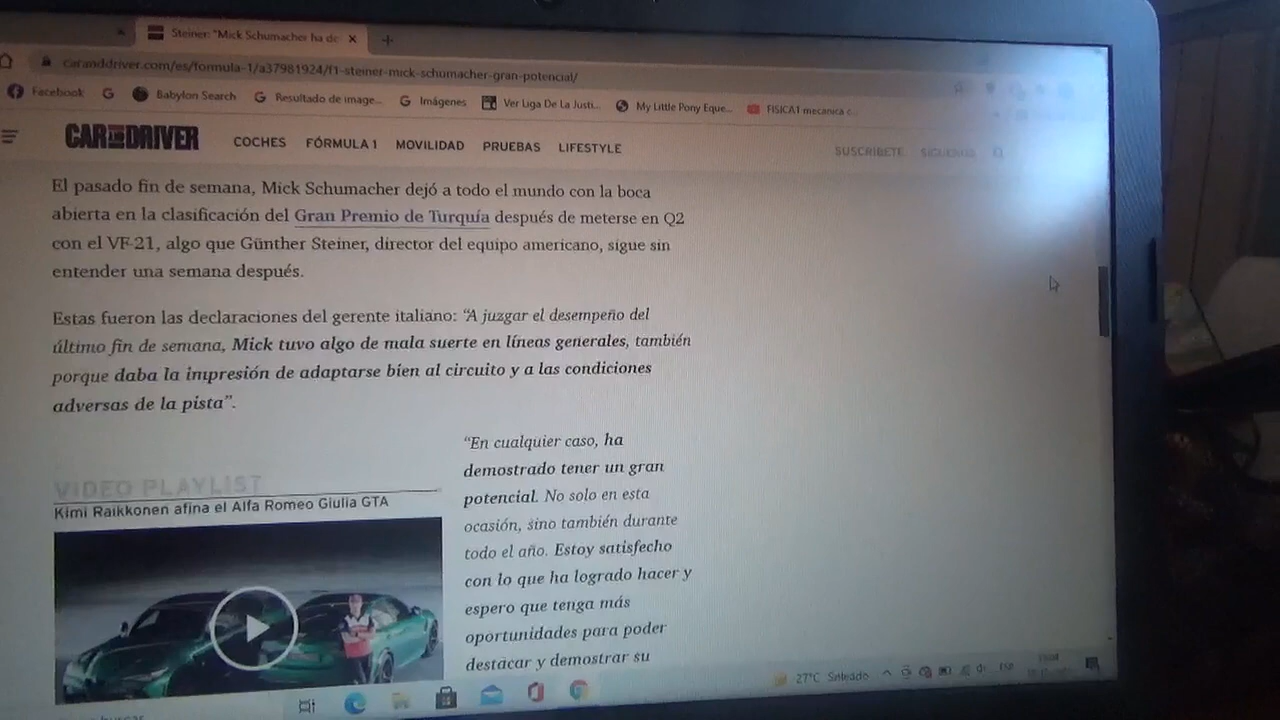 Steiner: "Mick Schumacher ha de
caranddriver.com/es/formula-1/a37981924/f1-steiner-mick-schumacher-gran-potencial/
Facebook G Babylon Search Resultado de image... Imágenes Ver Liga De La Justi... My Little Pony Eque... FISICA1 mecanica c...
CAR AND DRIVER COCHES FÓRMULA 1 MOVILIDAD PRUEBAS LIFESTYLE SUSCRÍBETE SÍGUENOS
El pasado fin de semana, Mick Schumacher dejó a todo el mundo con la boca
abierta en la clasificación del Gran Premio de Turquía después de meterse en Q2
con el VF-21, algo que Günther Steiner, director del equipo americano, sigue sin
entender una semana después.
Estas fueron las declaraciones del gerente italiano: “A juzgar el desempeño del
último fin de semana, Mick tuvo algo de mala suerte en líneas generales, también
porque daba la impresión de adaptarse bien al circuito y a las condiciones
adversas de la pista”.
VIDEO PLAYLIST
Kimi Raikkonen afina el Alfa Romeo Giulia GTA
“En cualquier caso, ha
demostrado tener un gran
potencial. No solo en esta
ocasión, sino también durante
todo el año. Estoy satisfecho
con lo que ha logrado hacer y
espero que tenga más
oportunidades para poder
destacar y demostrar su
27°C Soleado ESP